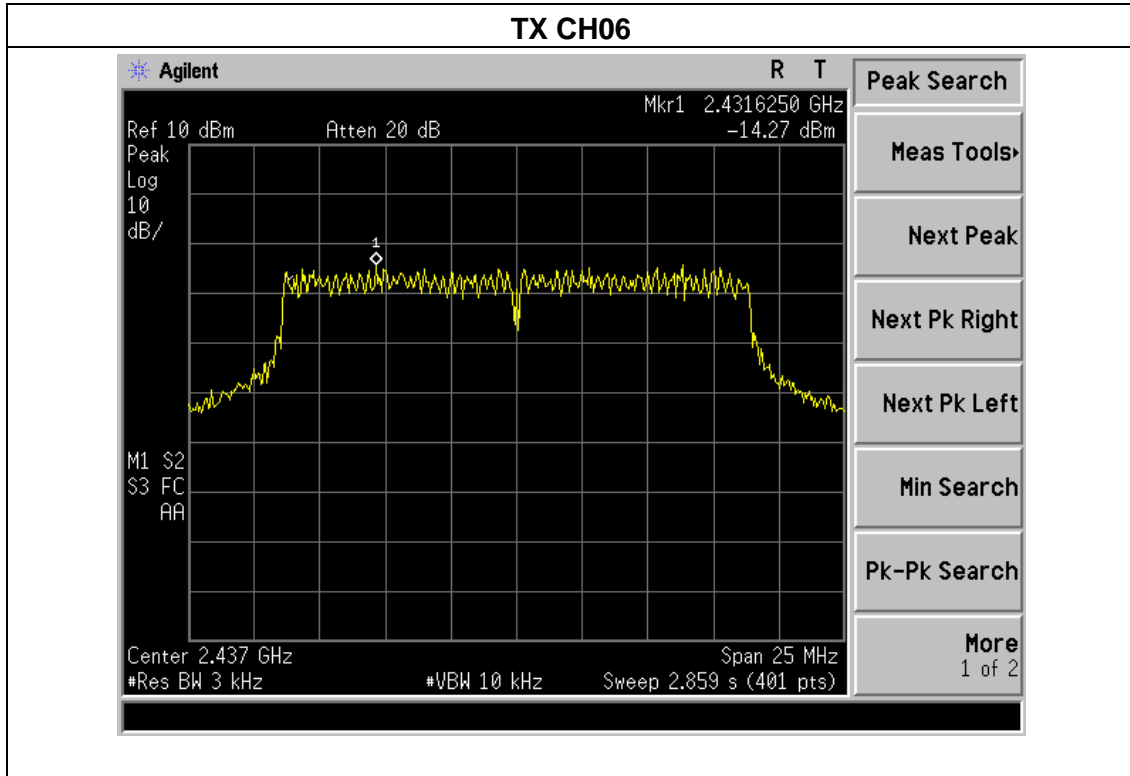 TX CH06
Agilent R T
Mkr1 2.4316250 GHz
Ref 10 dBm Atten 20 dB -14.27 dBm
Peak
Log
10
dB/
1
M1 S2
S3 FC
AA
Center 2.437 GHz Span 25 MHz
#Res BW 3 kHz #VBW 10 kHz Sweep 2.859 s (401 pts)
Peak Search
Meas Tools
Next Peak
Next Pk Right
Next Pk Left
Min Search
Pk-Pk Search
More
1 of 2